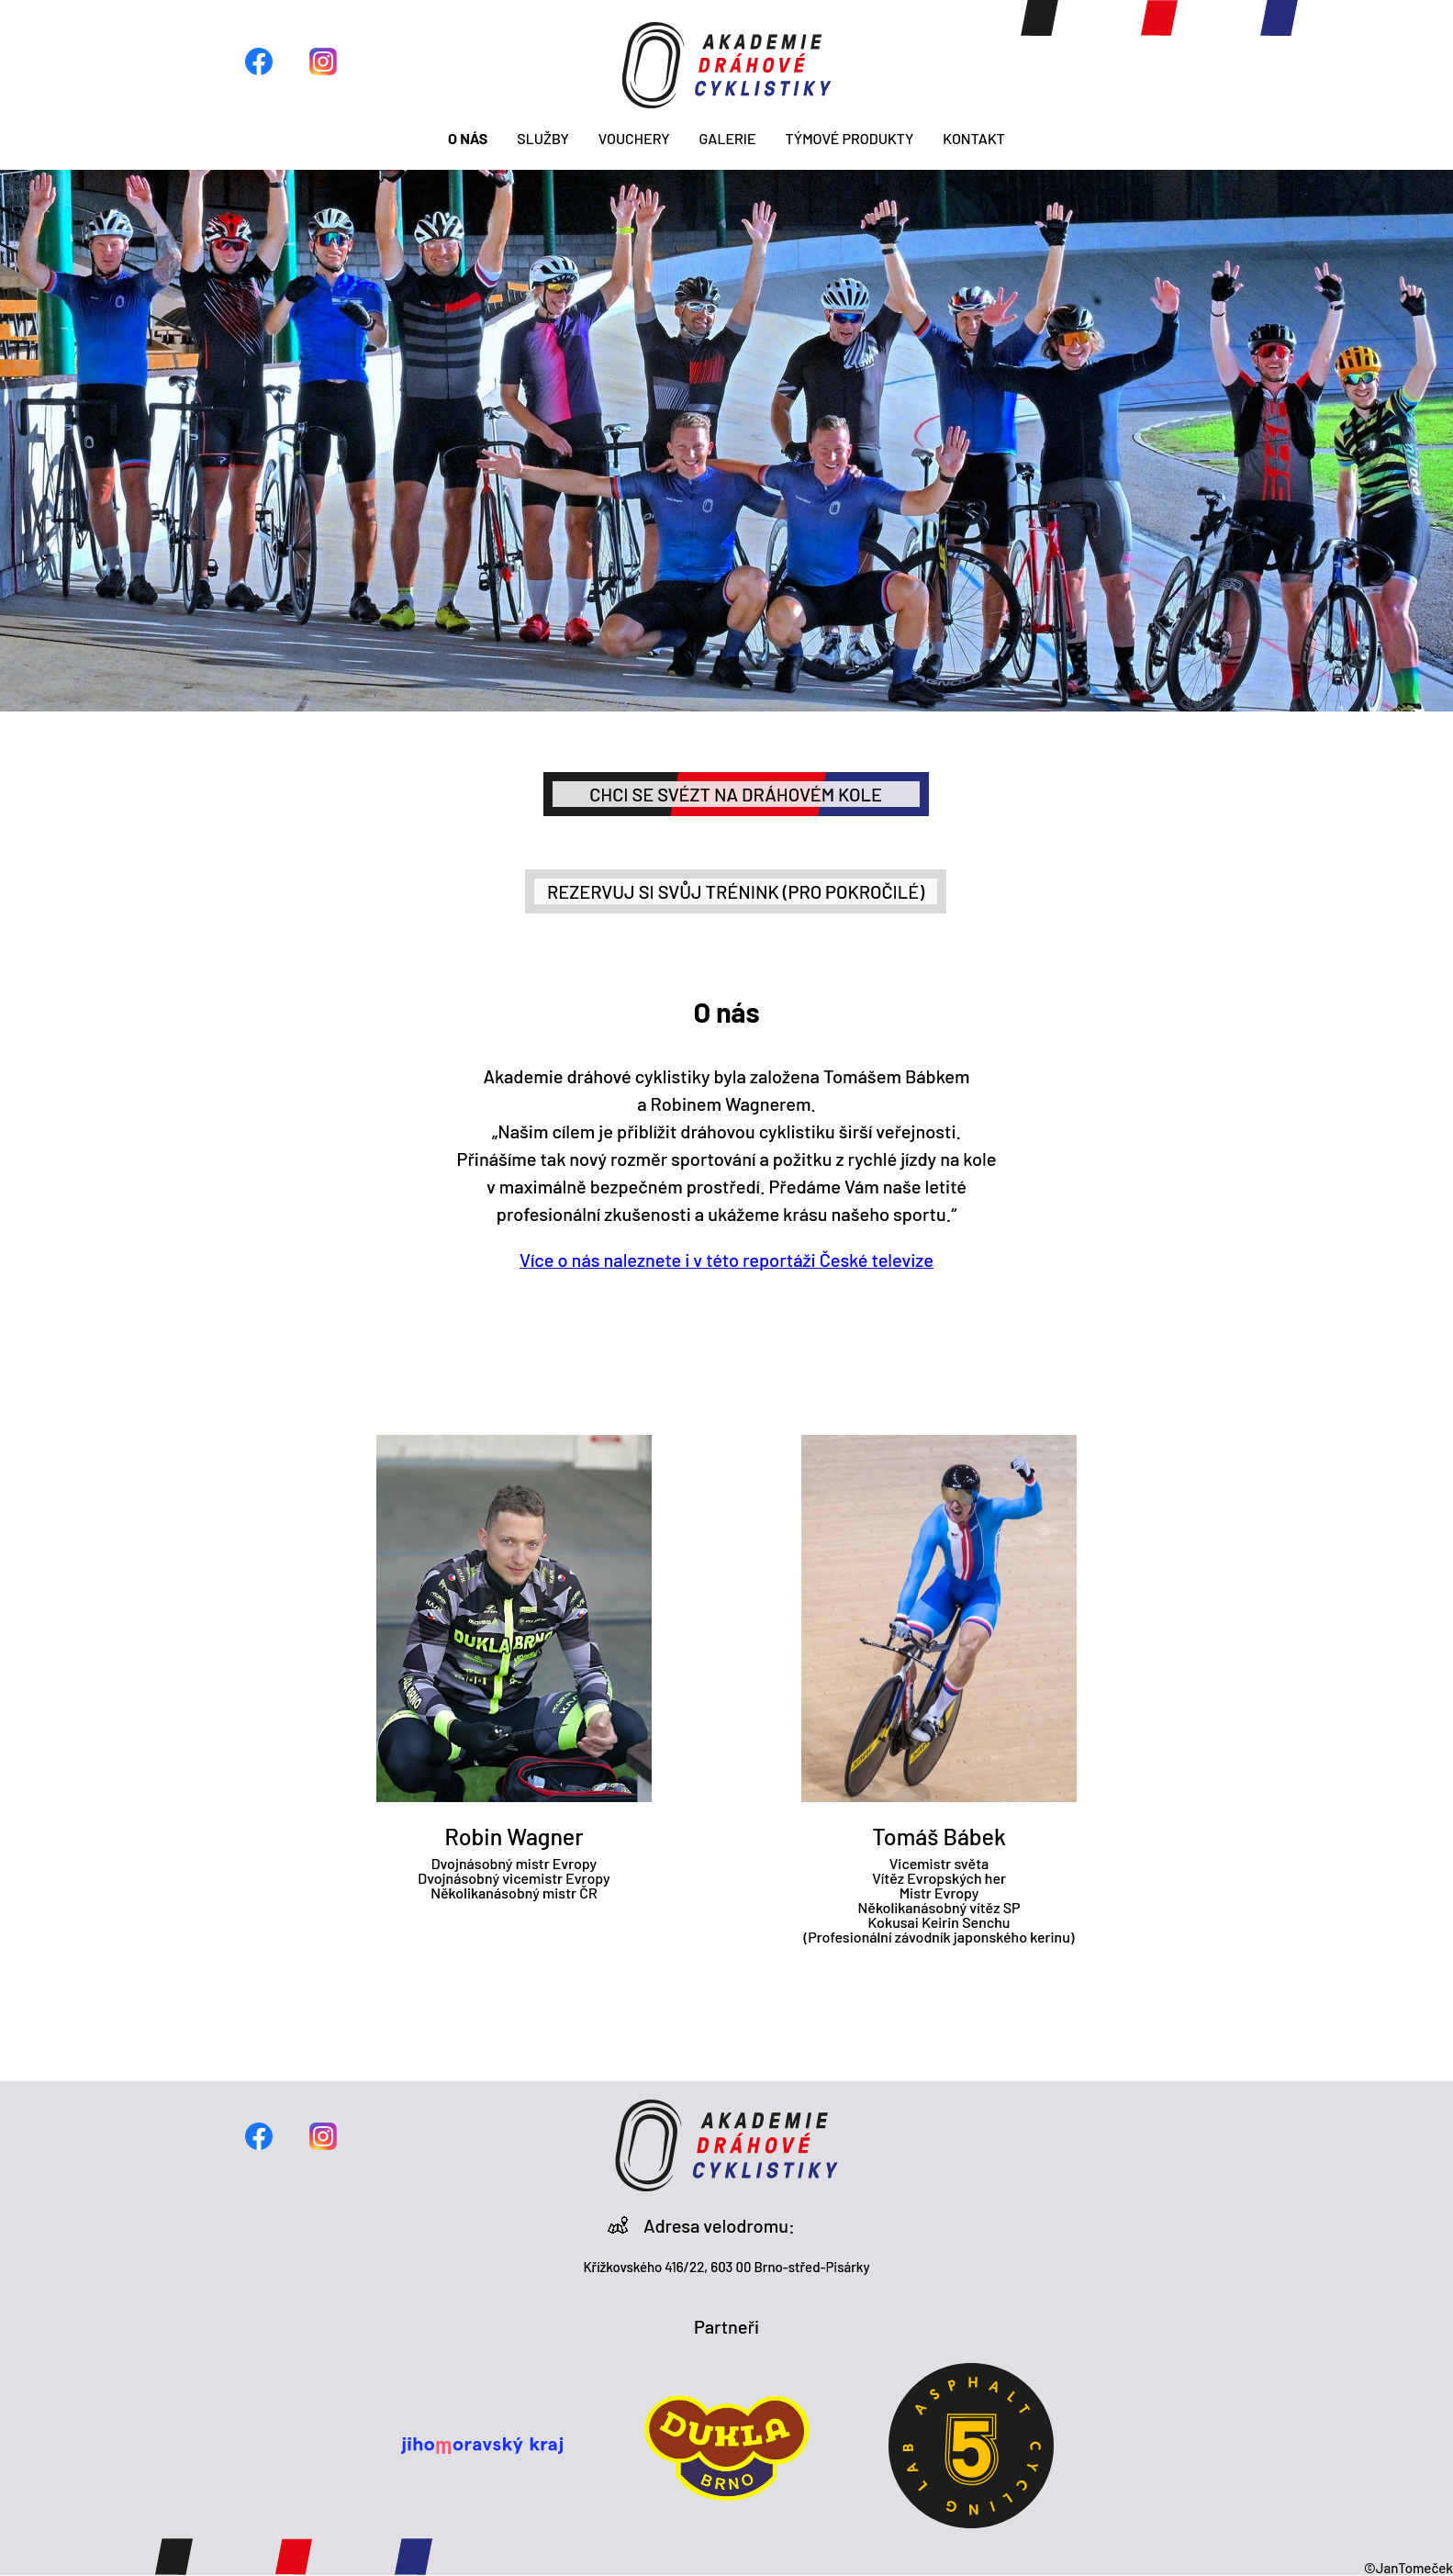 AKADEMIE
DRÁHOVÉ
CYKLISTIKY
O NÁS SLUŽBY VOUCHERY GALERIE TÝMOVÉ PRODUKTY KONTAKT
CHCI SE SVÉZT NA DRÁHOVÉM KOLE
REZERVUJ SI SVŮJ TRÉNINK (PRO POKROČILÉ)
O nás
Akademie dráhové cyklistiky byla založena Tomášem Bábkem
a Robinem Wagnerem.
„Našim cílem je přiblížit dráhovou cyklistiku širší veřejnosti.
Přinášíme tak nový rozměr sportování a požitku z rychlé jízdy na kole
v maximálně bezpečném prostředí. Předáme Vám naše letité
profesionální zkušenosti a ukážeme krásu našeho sportu.“
Více o nás naleznete i v této reportáži České televize
DUKLA BRNO
Robin Wagner
Dvojnásobný mistr Evropy
Dvojnásobný vicemistr Evropy
Několikanásobný mistr ČR
Tomáš Bábek
Vicemistr světa
Vítěz Evropských her
Mistr Evropy
Několikanásobný vítěz SP
Kokusai Keirin Senchu
(Profesionální závodník japonského kerinu)
AKADEMIE
DRÁHOVÉ
CYKLISTIKY
Adresa velodromu:
Křížkovského 416/22, 603 00 Brno-střed-Pisárky
Partneři
jihomoravský kraj
DUKLA
BRNO
ASPHALT CYCLING LAB
5
©JanTomeček